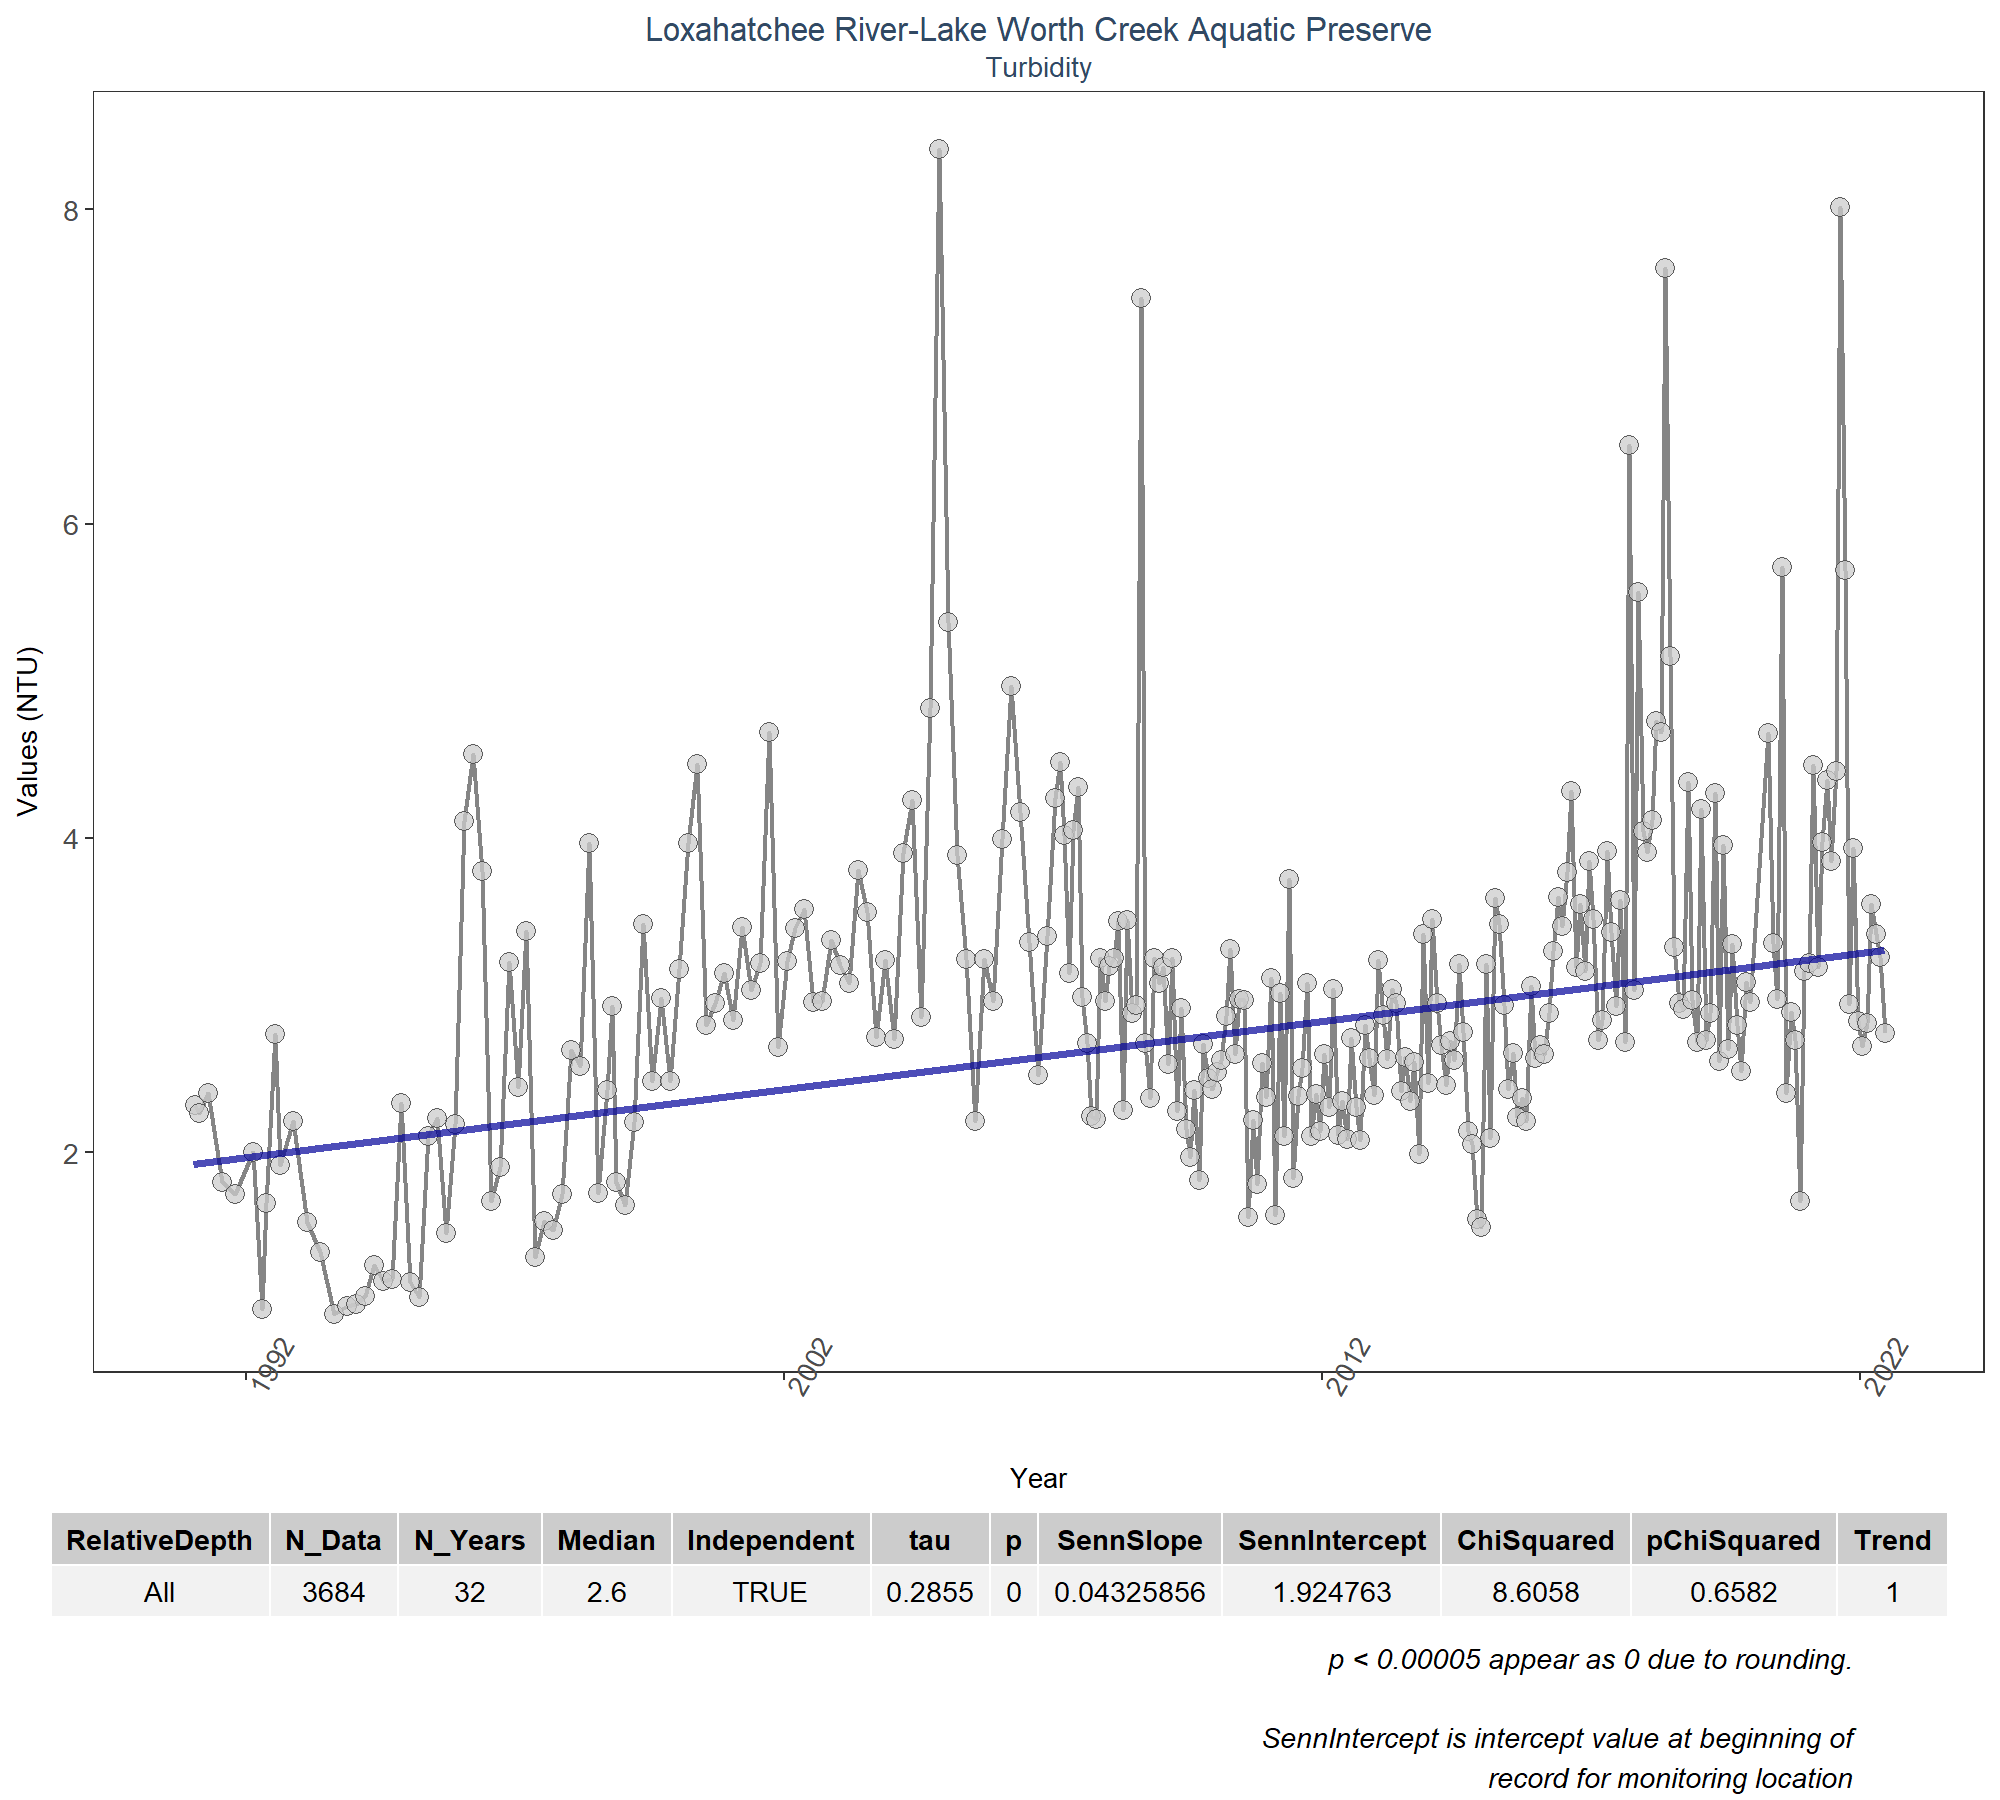 Loxahatchee River-Lake Worth Creek Aquatic Preserve
Turbidity
Values (NTU)
8
6
4
2
1992
2002
2012
2022
Year
RelativeDepth N_Data N_Years Median Independent tau p SennSlope SennIntercept ChiSquared pChiSquared Trend
All 3684 32 2.6 TRUE 0.2855 0 0.04325856 1.924763 8.6058 0.6582 1
p < 0.00005 appear as 0 due to rounding.
SennIntercept is intercept value at beginning of
record for monitoring location